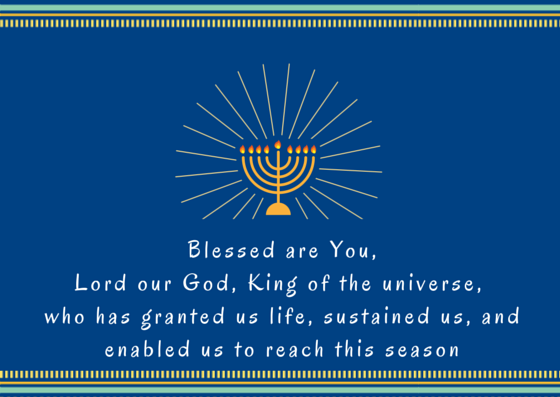 Blessed are You,
Lord our God, King of the universe,
who has granted us life, sustained us, and
enabled us to reach this season